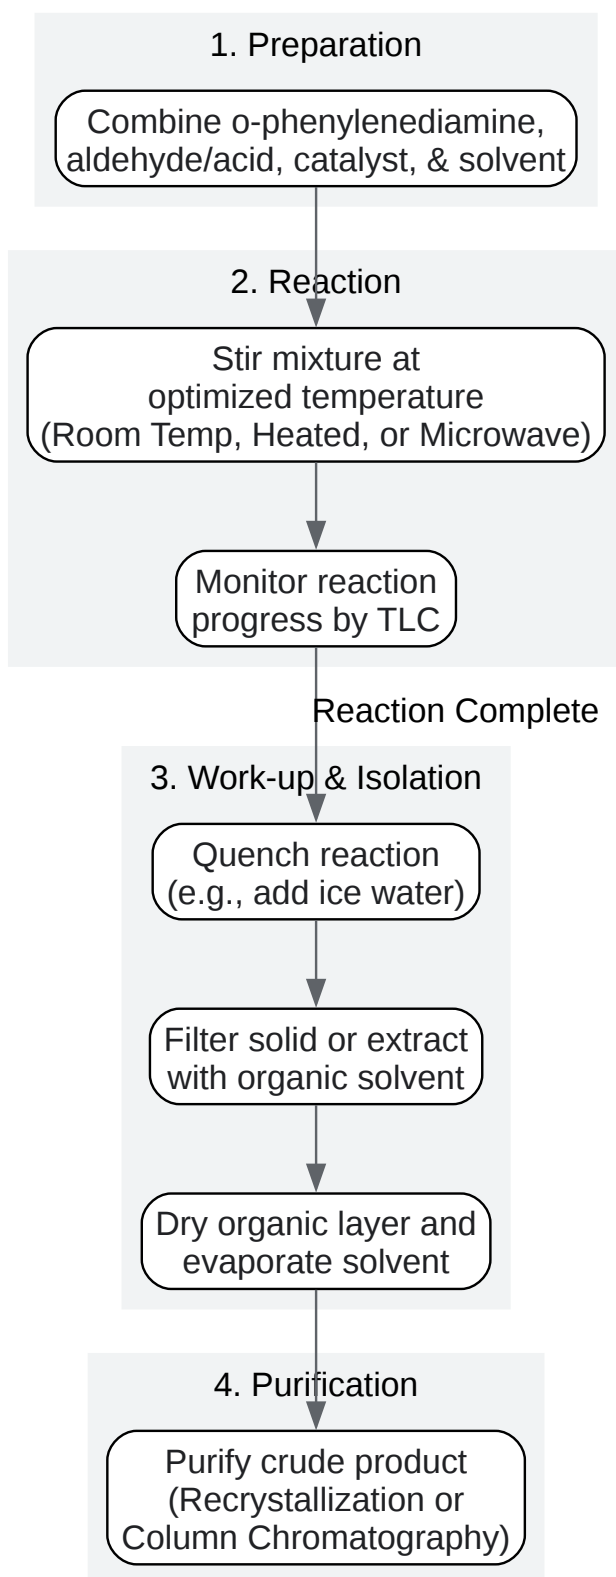 1. Preparation
Combine o-phenylenediamine,
aldehyde/acid, catalyst, & solvent
2. Reaction
Stir mixture at
optimized temperature
(Room Temp, Heated, or Microwave)
Monitor reaction
progress by TLC
Reaction Complete
3. Work-up & Isolation
Quench reaction
(e.g., add ice water)
Filter solid or extract
with organic solvent
Dry organic layer and
evaporate solvent
4. Purification
Purify crude product
(Recrystallization or
Column Chromatography)